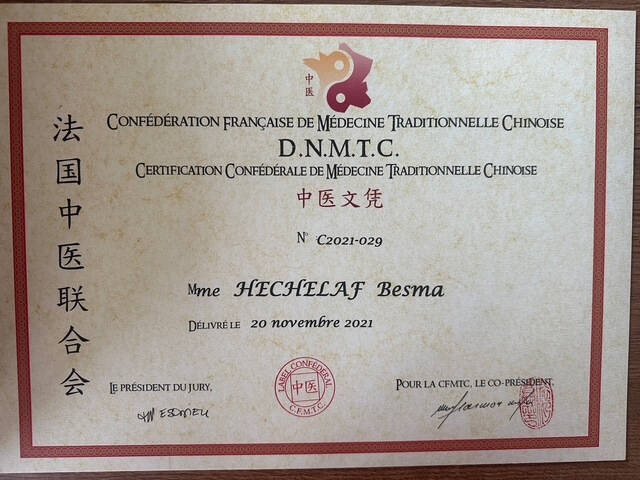 中医
法国中医联合会
CONFÉDÉRATION FRANÇAISE DE MÉDECINE TRADITIONNELLE CHINOISE
D.N.M.T.C.
CERTIFICATION CONFÉDÉRALE DE MÉDECINE TRADITIONNELLE CHINOISE
中医文凭
N° C2021-029
Mme HECHELAF Besma
DÉLIVRÉ LE 20 novembre 2021
LE PRÉSIDENT DU JURY,
LABEL CONFÉDÉRAL
中医
C.F.M.T.C.
POUR LA CFMTC, LE CO-PRÉSIDENT,